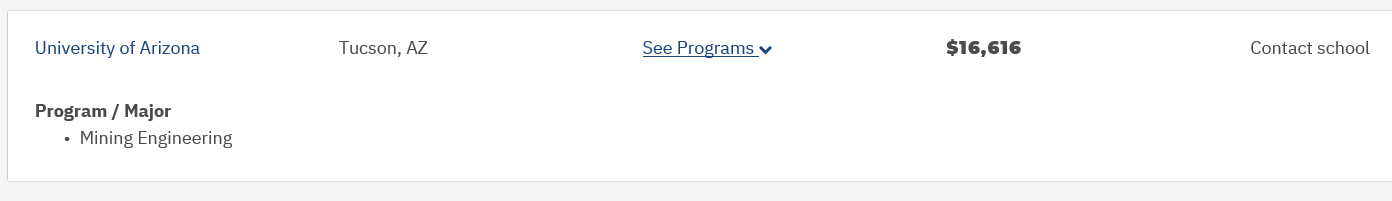 University of Arizona Tucson, AZ See Programs $16,616 Contact school
Program / Major
• Mining Engineering